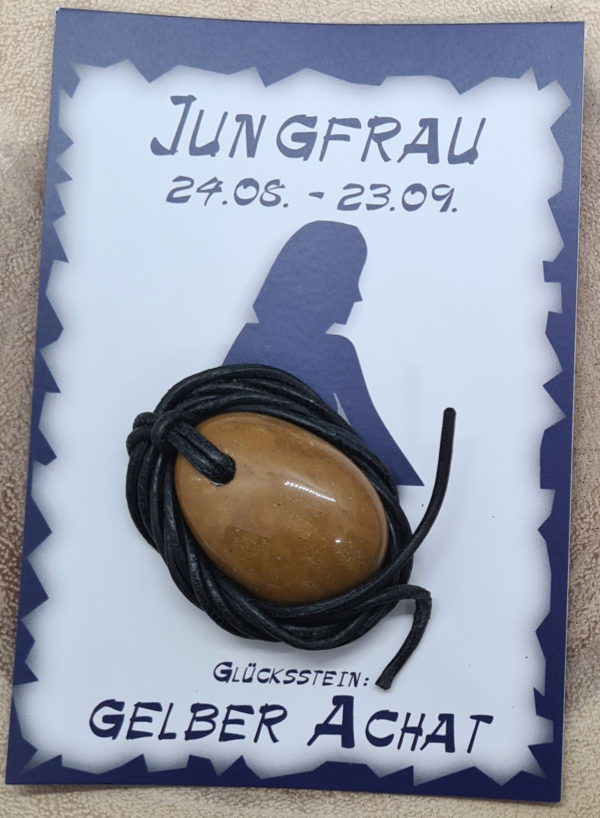 JUNGFRAU
24.08. - 23.09.
GLÜCKSSTEIN:
GELBER ACHAT